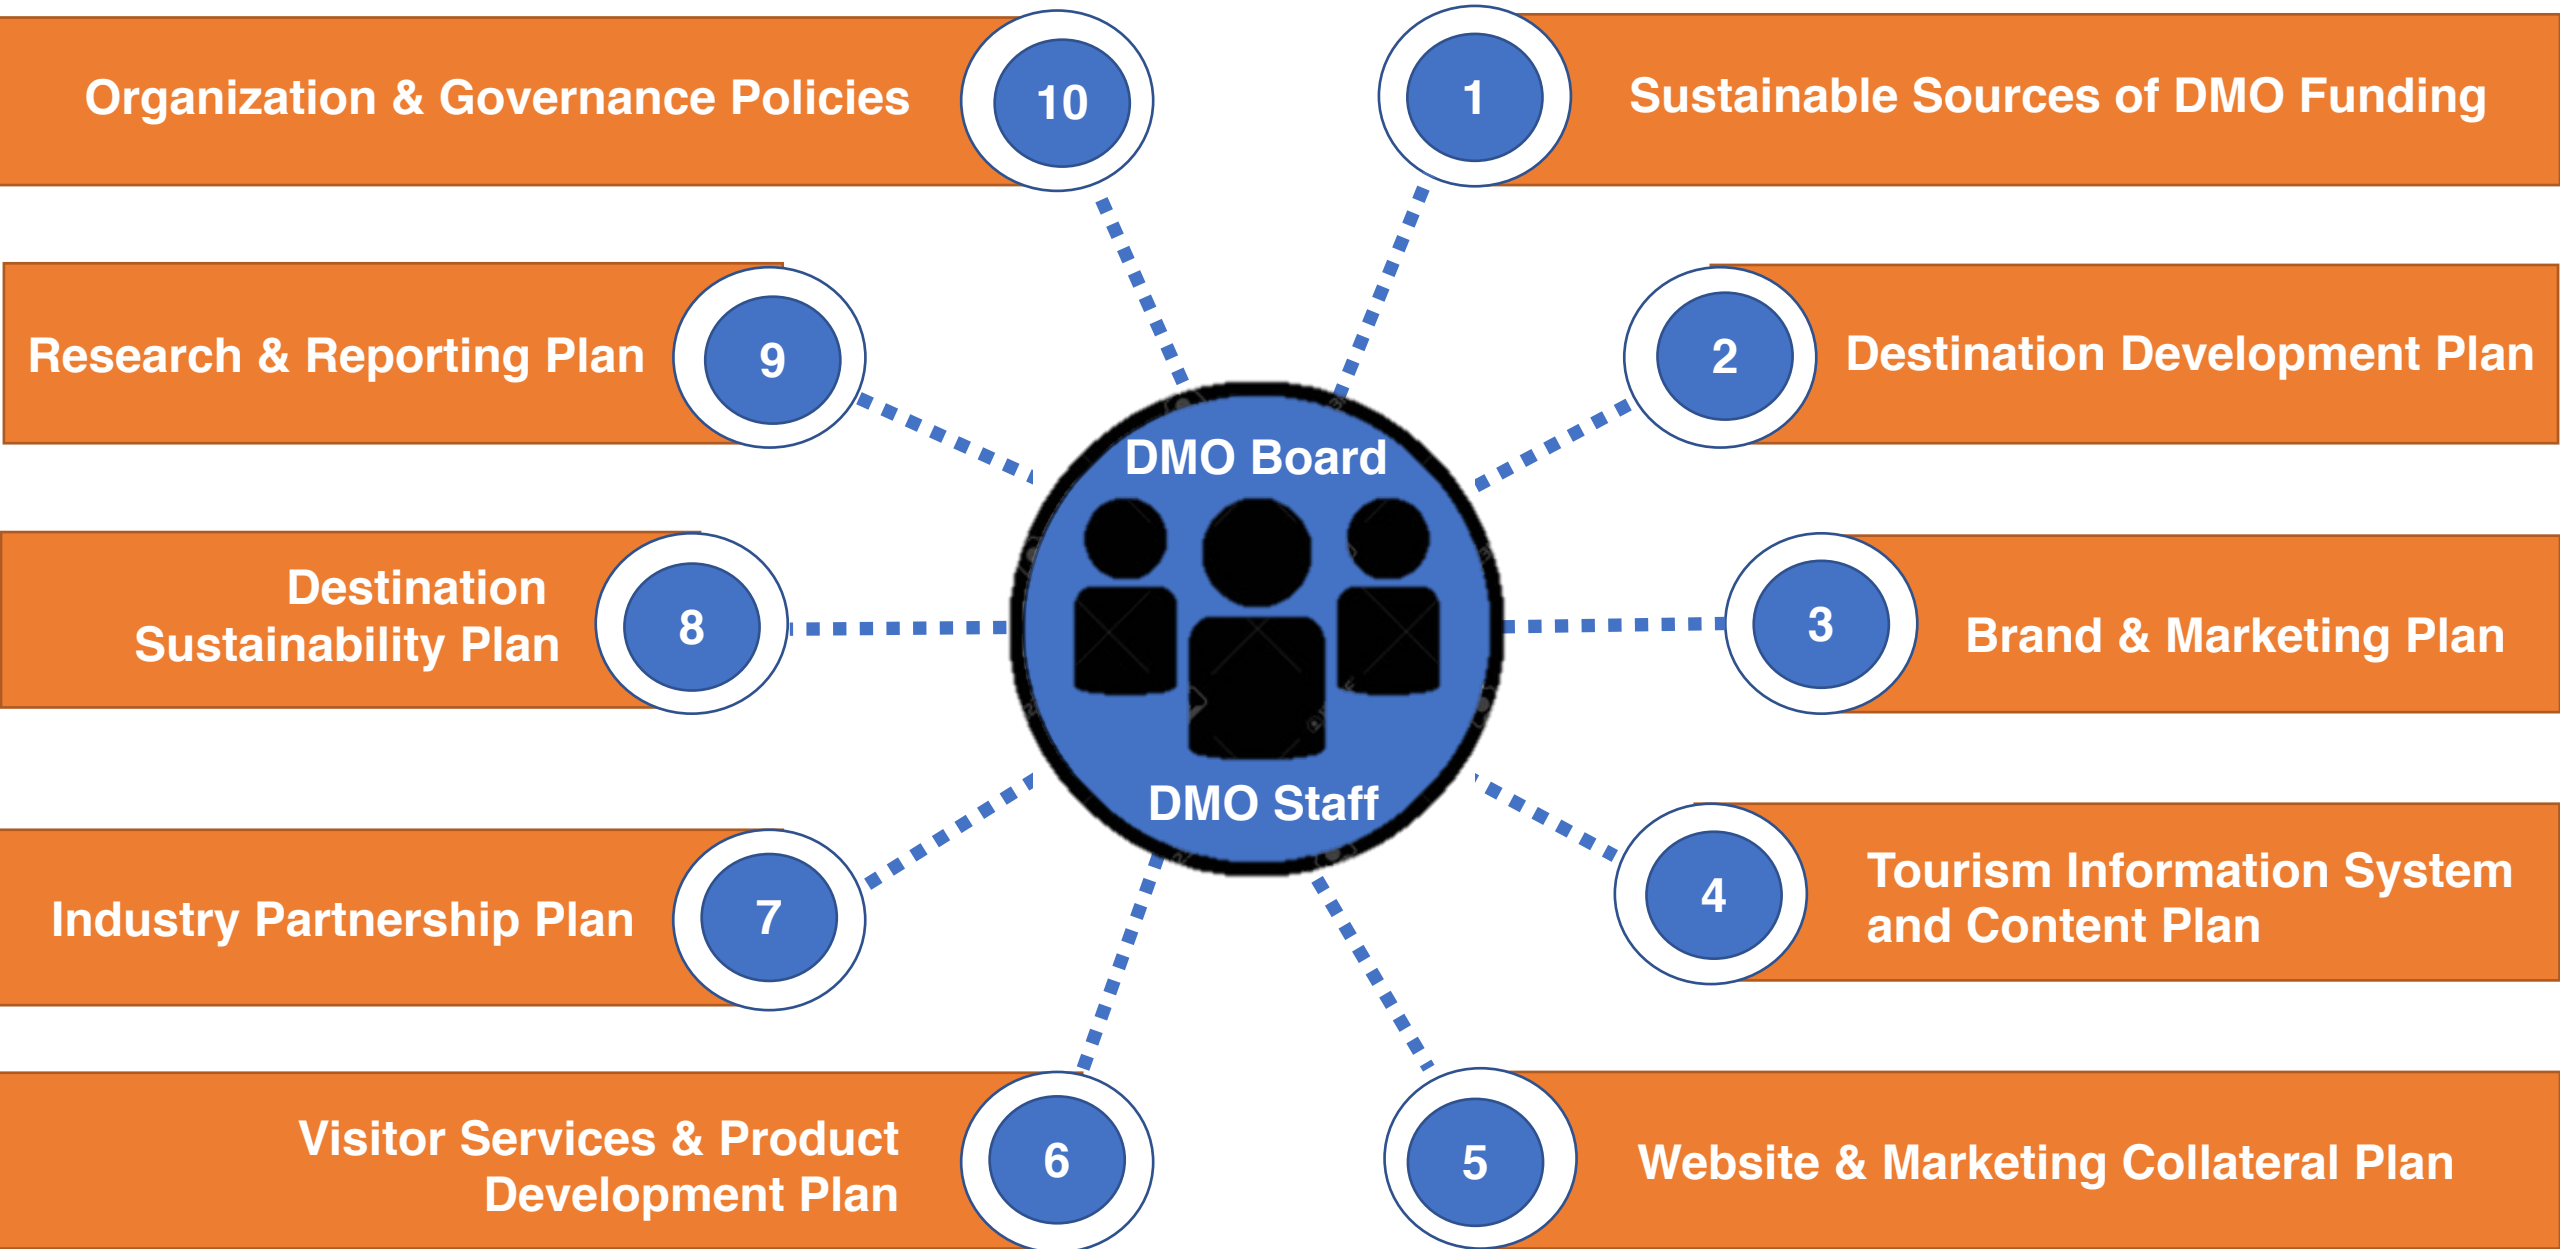 Organization & Governance Policies
10
1
Sustainable Sources of DMO Funding
Research & Reporting Plan
9
2
Destination Development Plan
DMO Board
Destination
Sustainability Plan
8
3
Brand & Marketing Plan
DMO Staff
Industry Partnership Plan
7
4
Tourism Information System
and Content Plan
Visitor Services & Product
Development Plan
6
5
Website & Marketing Collateral Plan